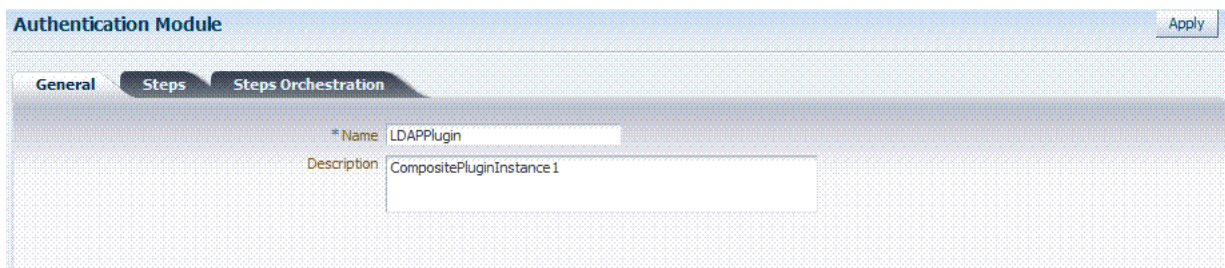 Authentication Module
Apply
General Steps Steps Orchestration
* Name LDAPPlugin
Description CompositePluginInstance1